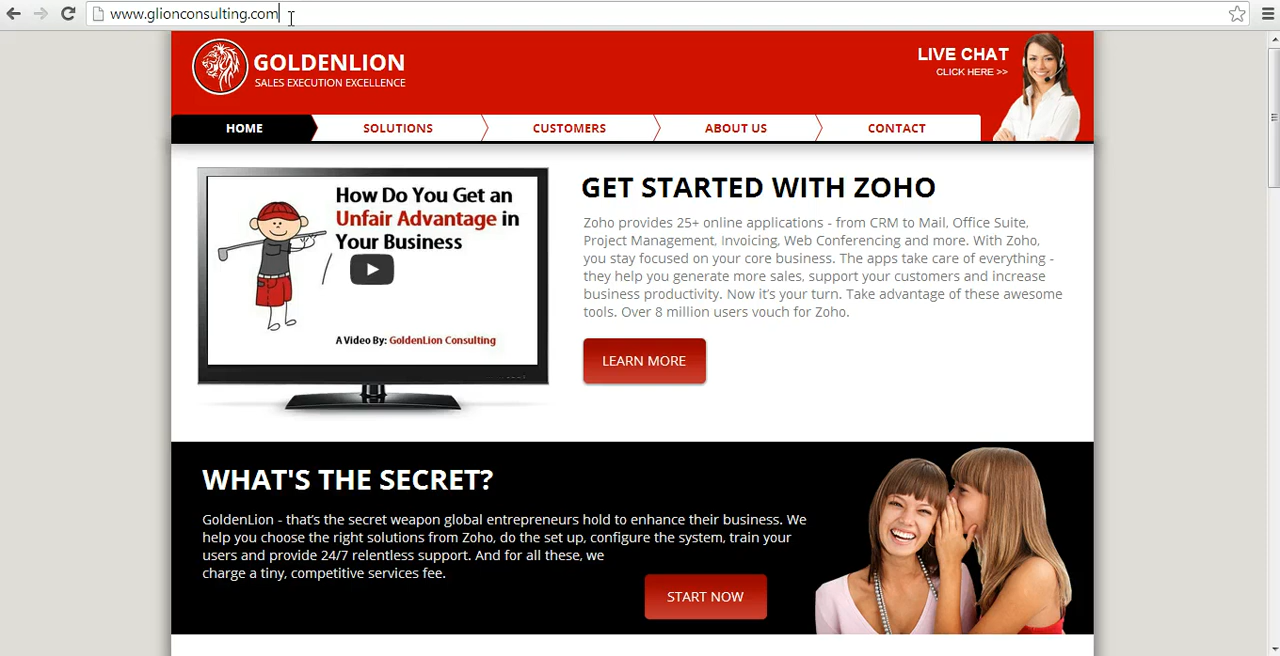 www.glionconsulting.com
GOLDENLION
SALES EXECUTION EXCELLENCE
LIVE CHAT
CLICK HERE >>
HOME
SOLUTIONS
CUSTOMERS
ABOUT US
CONTACT
How Do You Get an
Unfair Advantage in
Your Business
A Video By: GoldenLion Consulting
GET STARTED WITH ZOHO
Zoho provides 25+ online applications - from CRM to Mail, Office Suite,
Project Management, Invoicing, Web Conferencing and more. With Zoho,
you stay focused on your core business. The apps take care of everything -
they help you generate more sales, support your customers and increase
business productivity. Now it's your turn. Take advantage of these awesome
tools. Over 8 million users vouch for Zoho.
LEARN MORE
WHAT'S THE SECRET?
GoldenLion - that's the secret weapon global entrepreneurs hold to enhance their business. We
help you choose the right solutions from Zoho, do the set up, configure the system, train your
users and provide 24/7 relentless support. And for all these, we
charge a tiny, competitive services fee.
START NOW